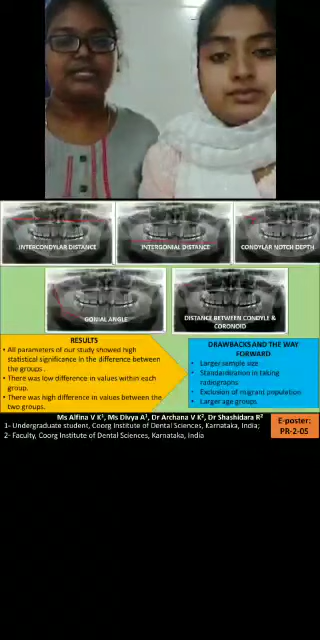 INTERCONDYLAR DISTANCE
INTERGONIAL DISTANCE
CONDYLAR NOTCH DEPTH
GONIAL ANGLE
DISTANCE BETWEEN CONDYLE &
CORONOID
RESULTS
• All parameters of our study showed high
statistical significance in the difference between
the groups.
• There was low difference in values within each
group.
• There was high difference in values between the
two groups.
DRAWBACKS AND THE WAY
FORWARD
• Larger sample size
• Standardization in taking
radiographs
• Exclusion of migrant population
• Larger age groups
Ms Alfina V K¹, Ms Divya A¹, Dr Archana V K², Dr Shashidara R²
1- Undergraduate student, Coorg Institute of Dental Sciences, Karnataka, India;
2- Faculty, Coorg Institute of Dental Sciences, Karnataka, India
E-poster:
PR-2-05